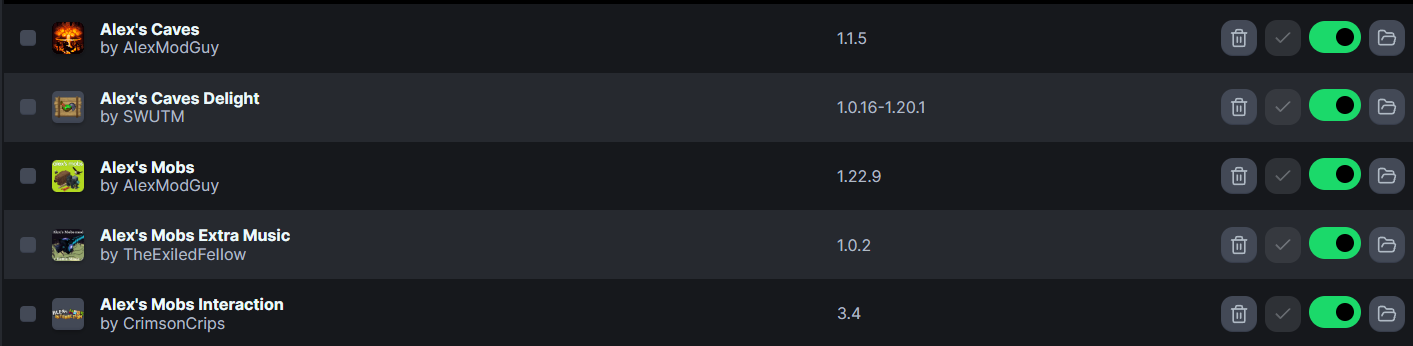 Alex's Caves
by AlexModGuy
1.1.5
Alex's Caves Delight
by SWUTM
1.0.16-1.20.1
Alex's Mobs
by AlexModGuy
1.22.9
Alex's Mobs Extra Music
by TheExiledFellow
1.0.2
Alex's Mobs Interaction
by CrimsonCrips
3.4